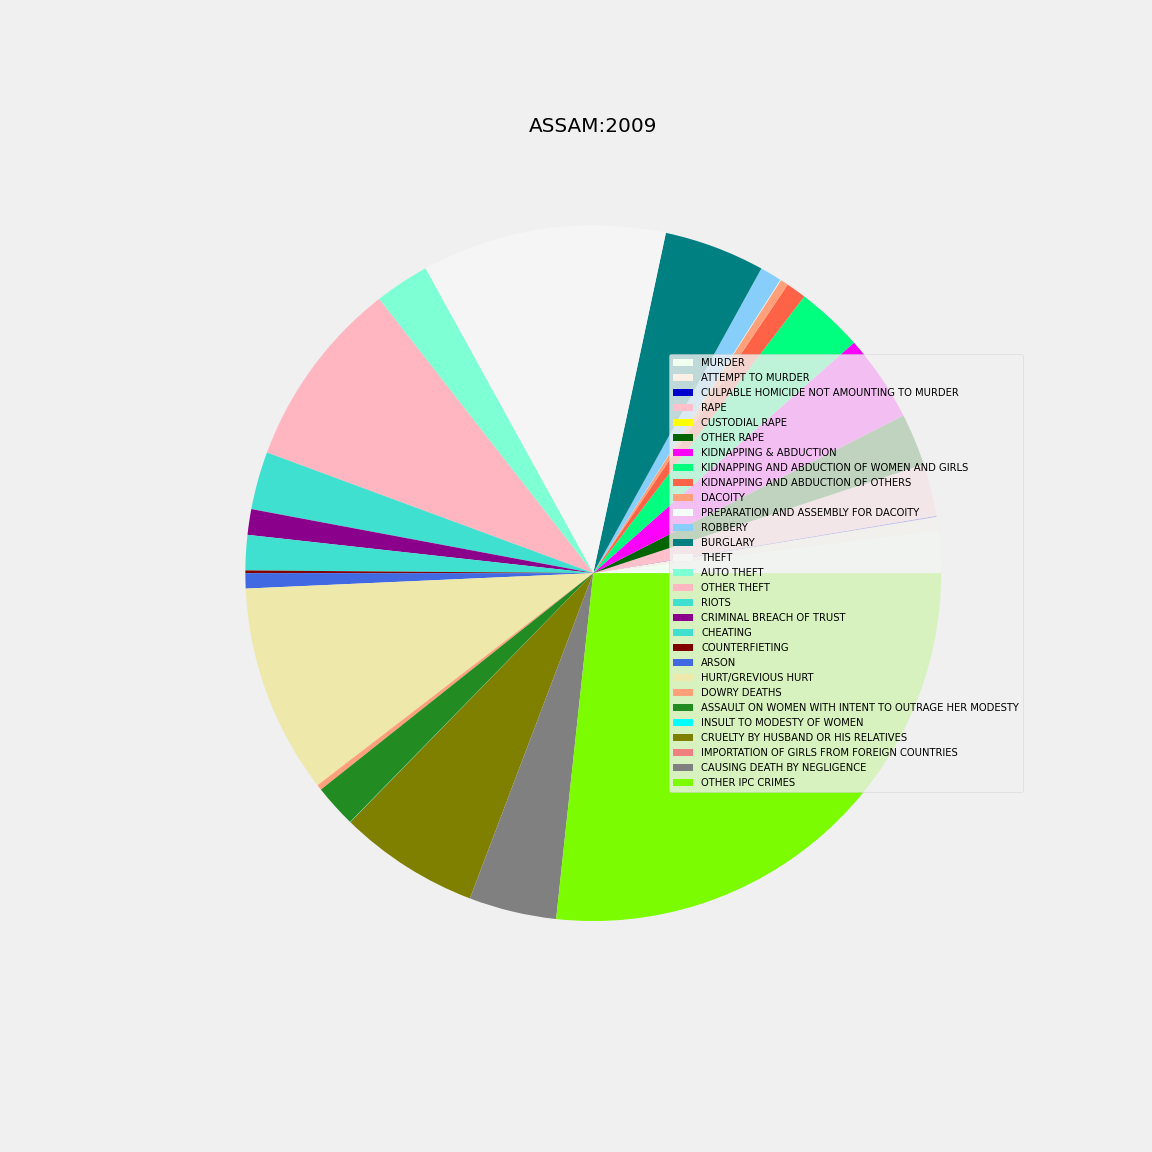 ASSAM:2009
MURDER
ATTEMPT TO MURDER
CULPABLE HOMICIDE NOT AMOUNTING TO MURDER
RAPE
CUSTODIAL RAPE
OTHER RAPE
KIDNAPPING & ABDUCTION
KIDNAPPING AND ABDUCTION OF WOMEN AND GIRLS
KIDNAPPING AND ABDUCTION OF OTHERS
DACOITY
PREPARATION AND ASSEMBLY FOR DACOITY
ROBBERY
BURGLARY
THEFT
AUTO THEFT
OTHER THEFT
RIOTS
CRIMINAL BREACH OF TRUST
CHEATING
COUNTERFIETING
ARSON
HURT/GREVIOUS HURT
DOWRY DEATHS
ASSAULT ON WOMEN WITH INTENT TO OUTRAGE HER MODESTY
INSULT TO MODESTY OF WOMEN
CRUELTY BY HUSBAND OR HIS RELATIVES
IMPORTATION OF GIRLS FROM FOREIGN COUNTRIES
CAUSING DEATH BY NEGLIGENCE
OTHER IPC CRIMES